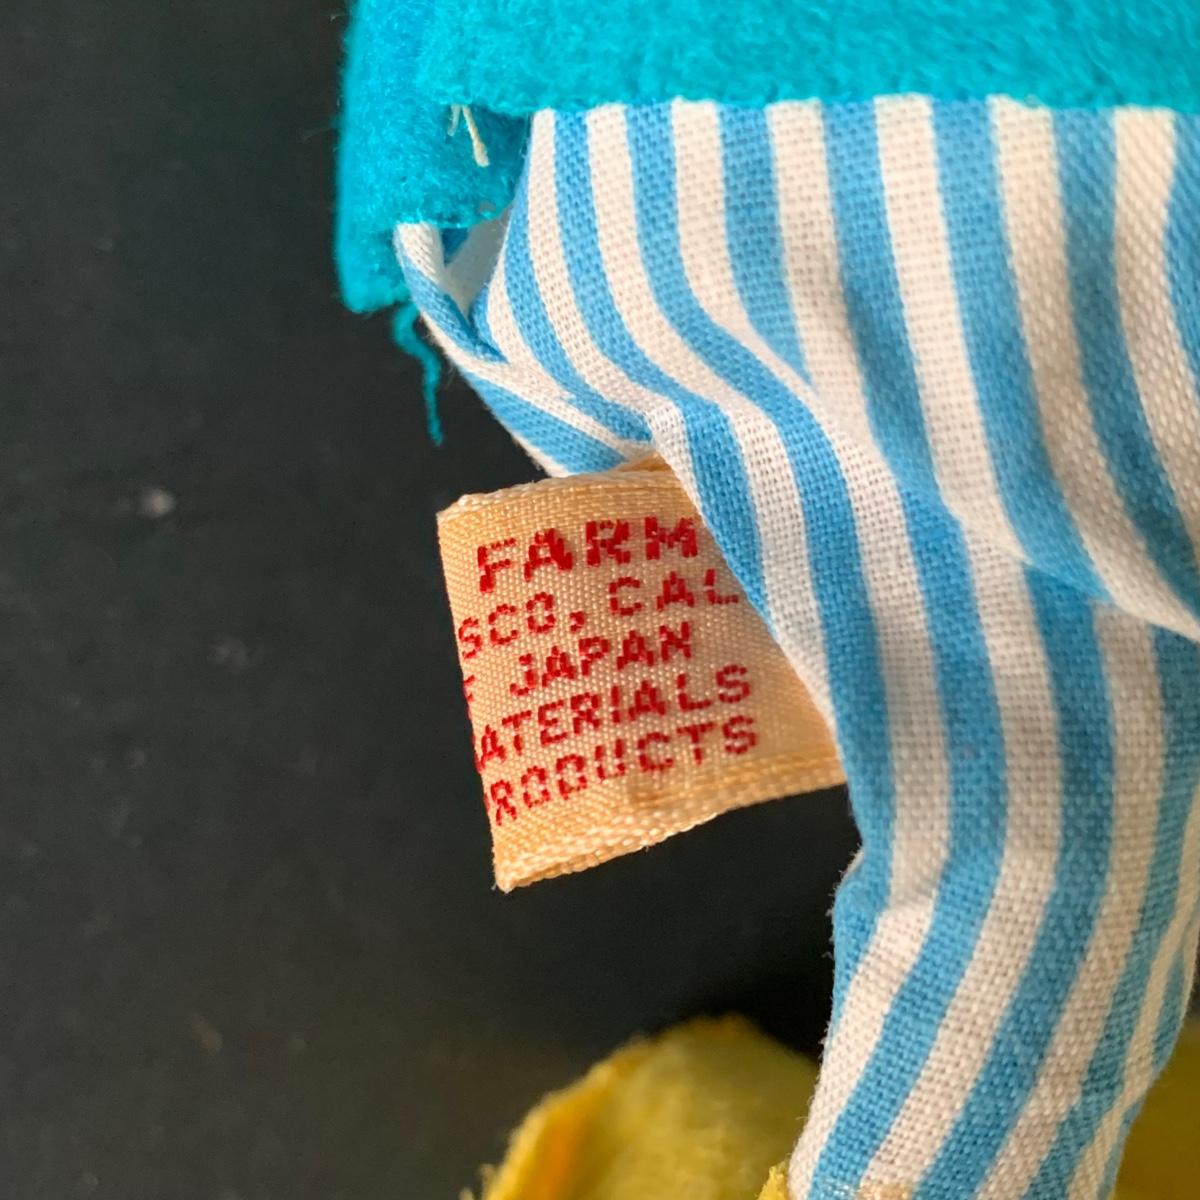 FARM
SCO, CAL
JAPAN
ATERIALS
RODUCTS